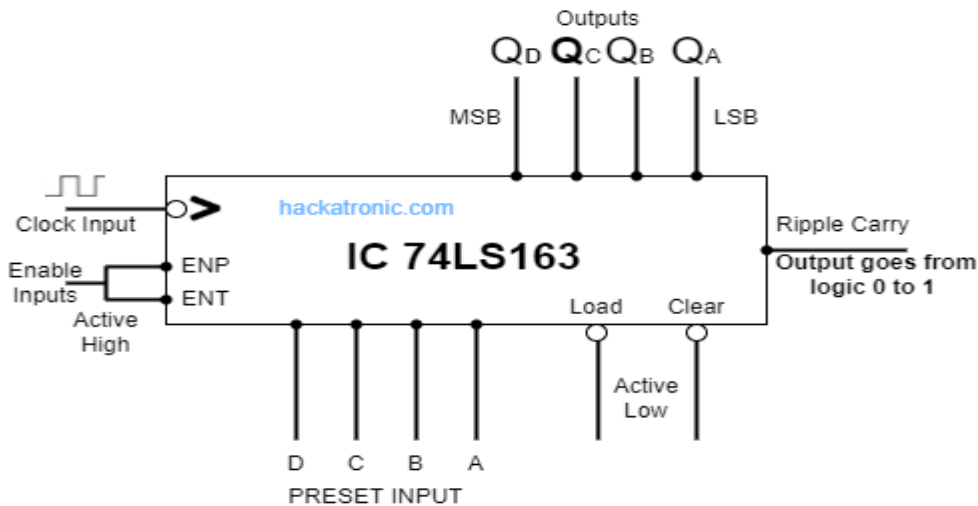 Outputs
QD QC QB QA
MSB
LSB
Clock Input
hackatronic.com
IC 74LS163
Ripple Carry
Output goes from
logic 0 to 1
Enable
Inputs
ENP
ENT
Active
High
Load
Clear
Active
Low
D C B A
PRESET INPUT